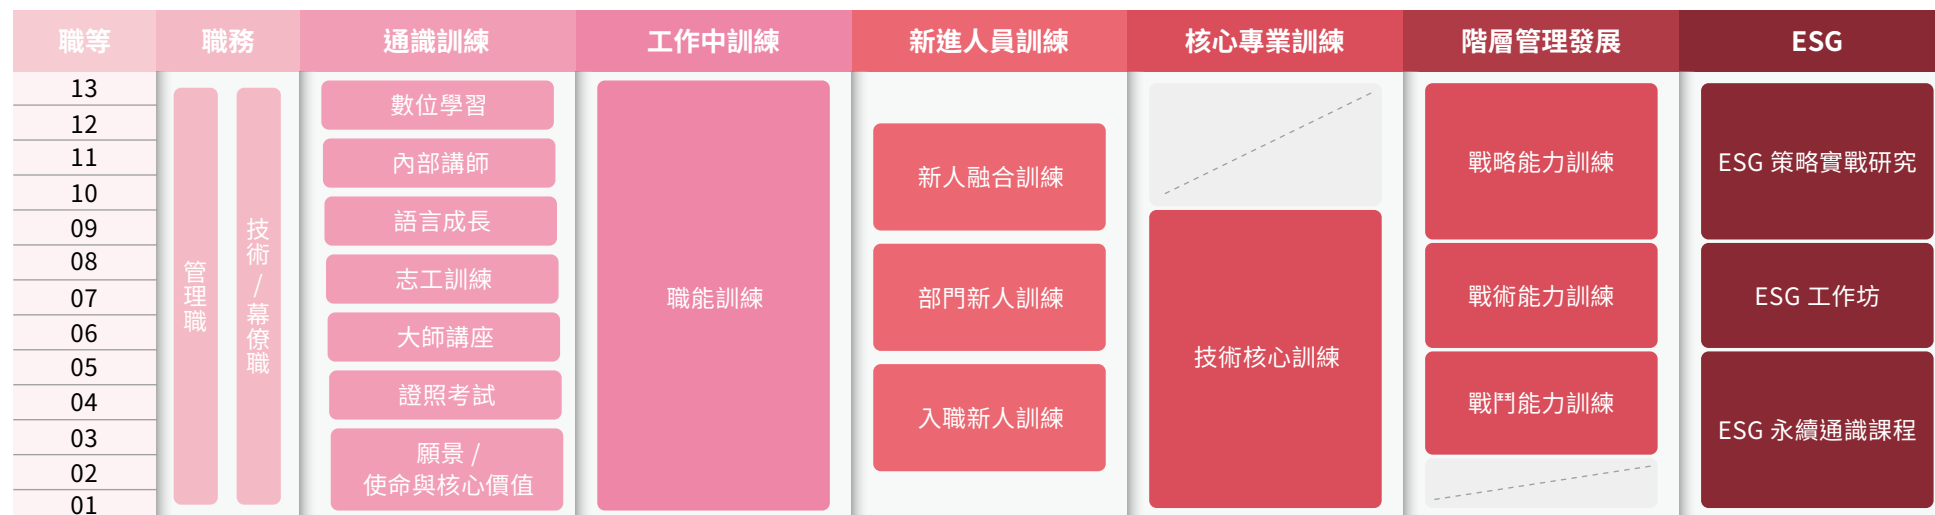 職等
職務
通識訓練
工作中訓練
新進人員訓練
核心專業訓練
階層管理發展
ESG
13
12
11
10
09
08
07
06
05
04
03
02
01
管理職
技術/幕僚職
數位學習
內部講師
語言成長
志工訓練
大師講座
證照考試
願景 /
使命與核心價值
職能訓練
新人融合訓練
部門新人訓練
入職新人訓練
技術核心訓練
戰略能力訓練
戰術能力訓練
戰鬥能力訓練
ESG 策略實戰研究
ESG 工作坊
ESG 永續通識課程